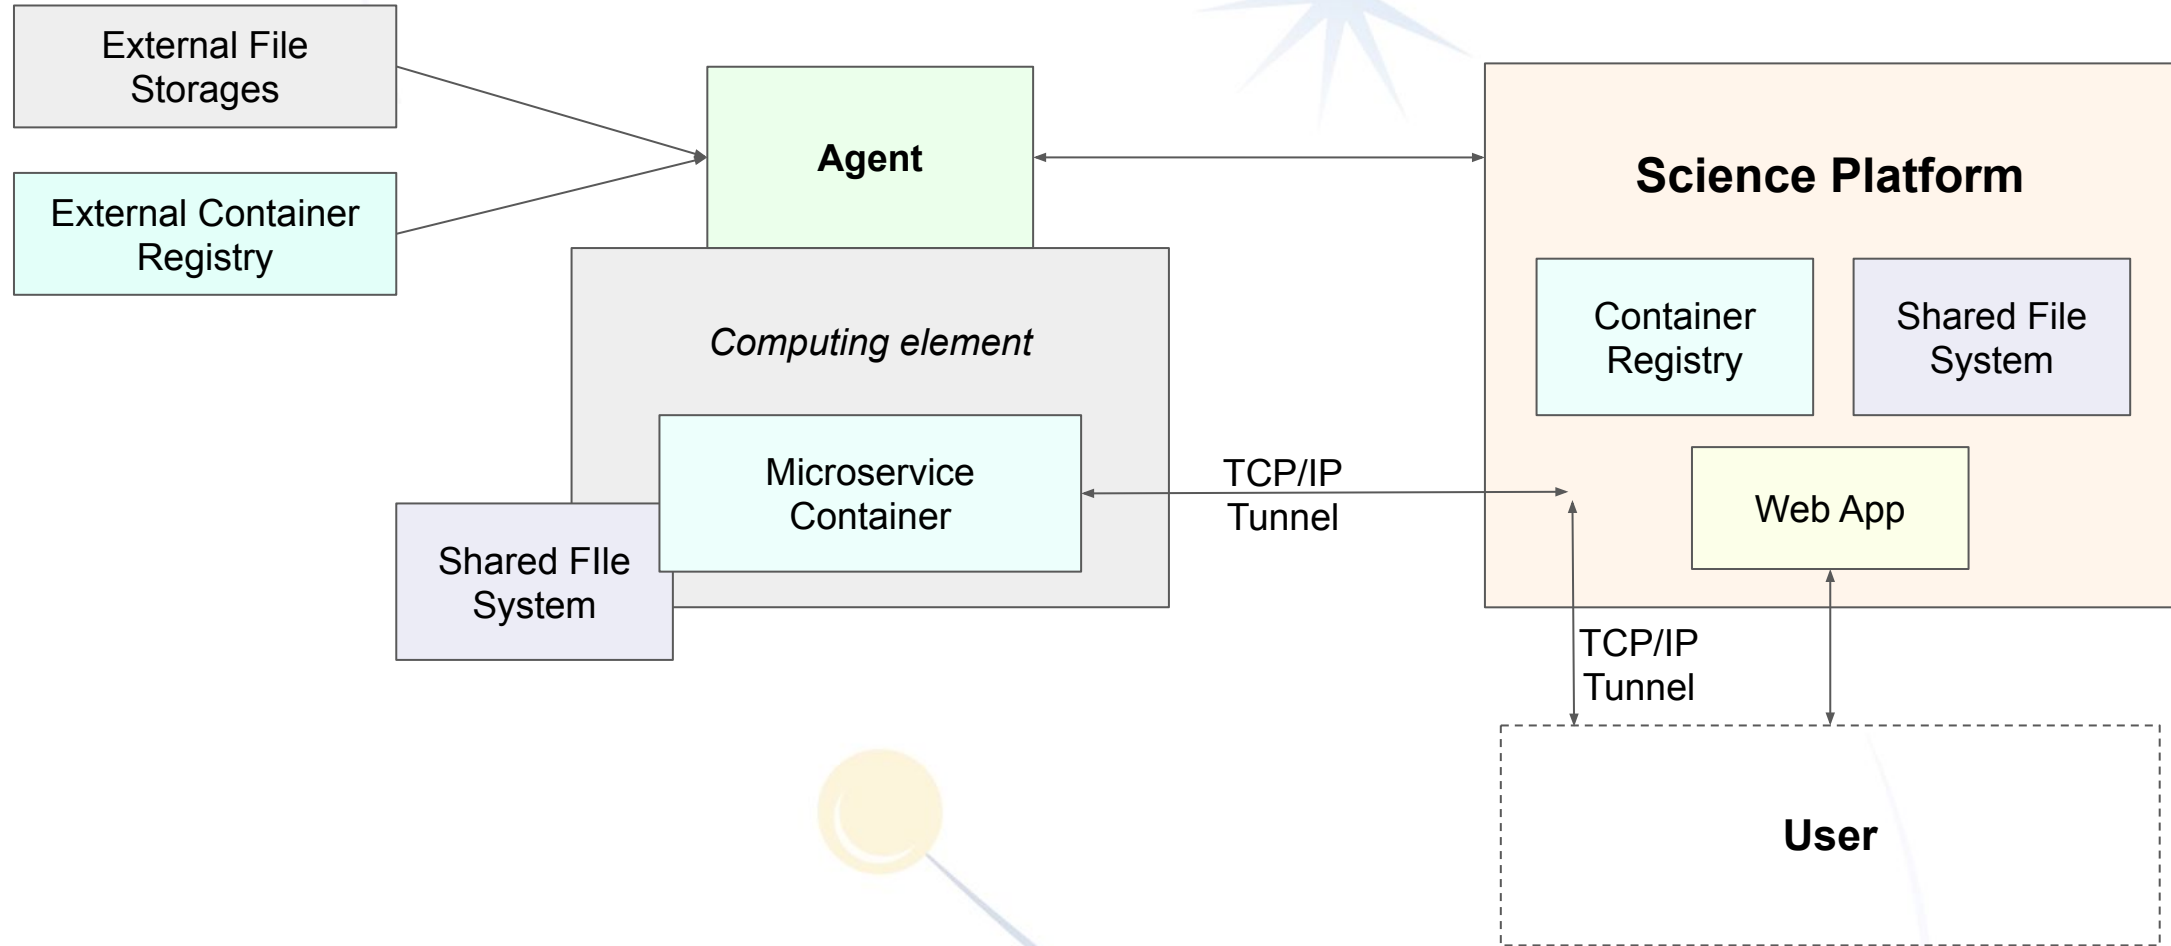 External File
Storages
External Container
Registry
Agent
Computing element
Microservice
Container
Shared FIle
System
TCP/IP
Tunnel
Science Platform
Container
Registry
Shared File
System
Web App
TCP/IP
Tunnel
User